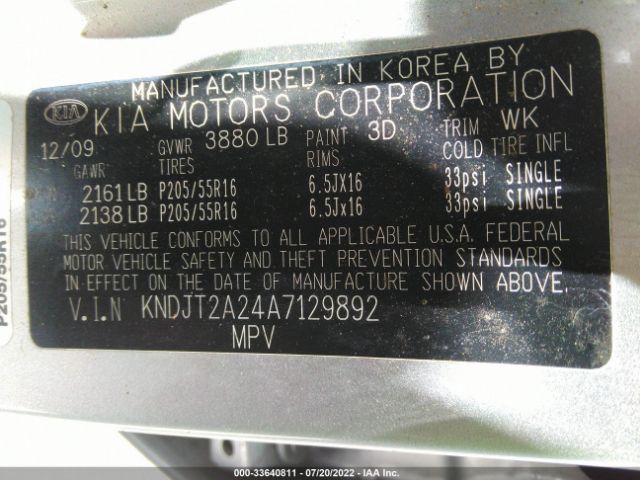 MANUFACTURED IN KOREA BY
KIA KIA MOTORS CORPORATION
12/09 GVWR 3880 LB PAINT 3D TRIM WK
GAWR TIRES RIMS COLD TIRE INFL
2161 LB P205/55R16 6.5JX16 33psi SINGLE
2138 LB P205/55R16 6.5Jx16 33psi SINGLE
THIS VEHICLE CONFORMS TO ALL APPLICABLE U.S.A. FEDERAL
MOTOR VEHICLE SAFETY AND THEFT PREVENTION STANDARDS
IN EFFECT ON THE DATE OF MANUFACTURE SHOWN ABOVE.
V.I.N KNDJT2A24A7129892
MPV
P205/55R16
000-33640811 - 07/20/2022 - IAA Inc.